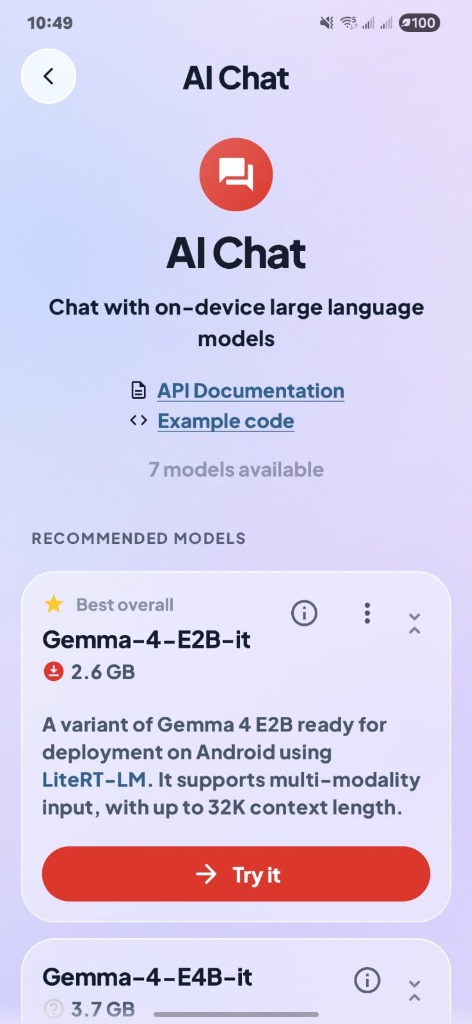 10:49
100
AI Chat
AI Chat
Chat with on-device large language
models
API Documentation
Example code
7 models available
RECOMMENDED MODELS
Best overall
Gemma-4-E2B-it
2.6 GB
A variant of Gemma 4 E2B ready for
deployment on Android using
LiteRT-LM. It supports multi-modality
input, with up to 32K context length.
Try it
Gemma-4-E4B-it
3.7 GB